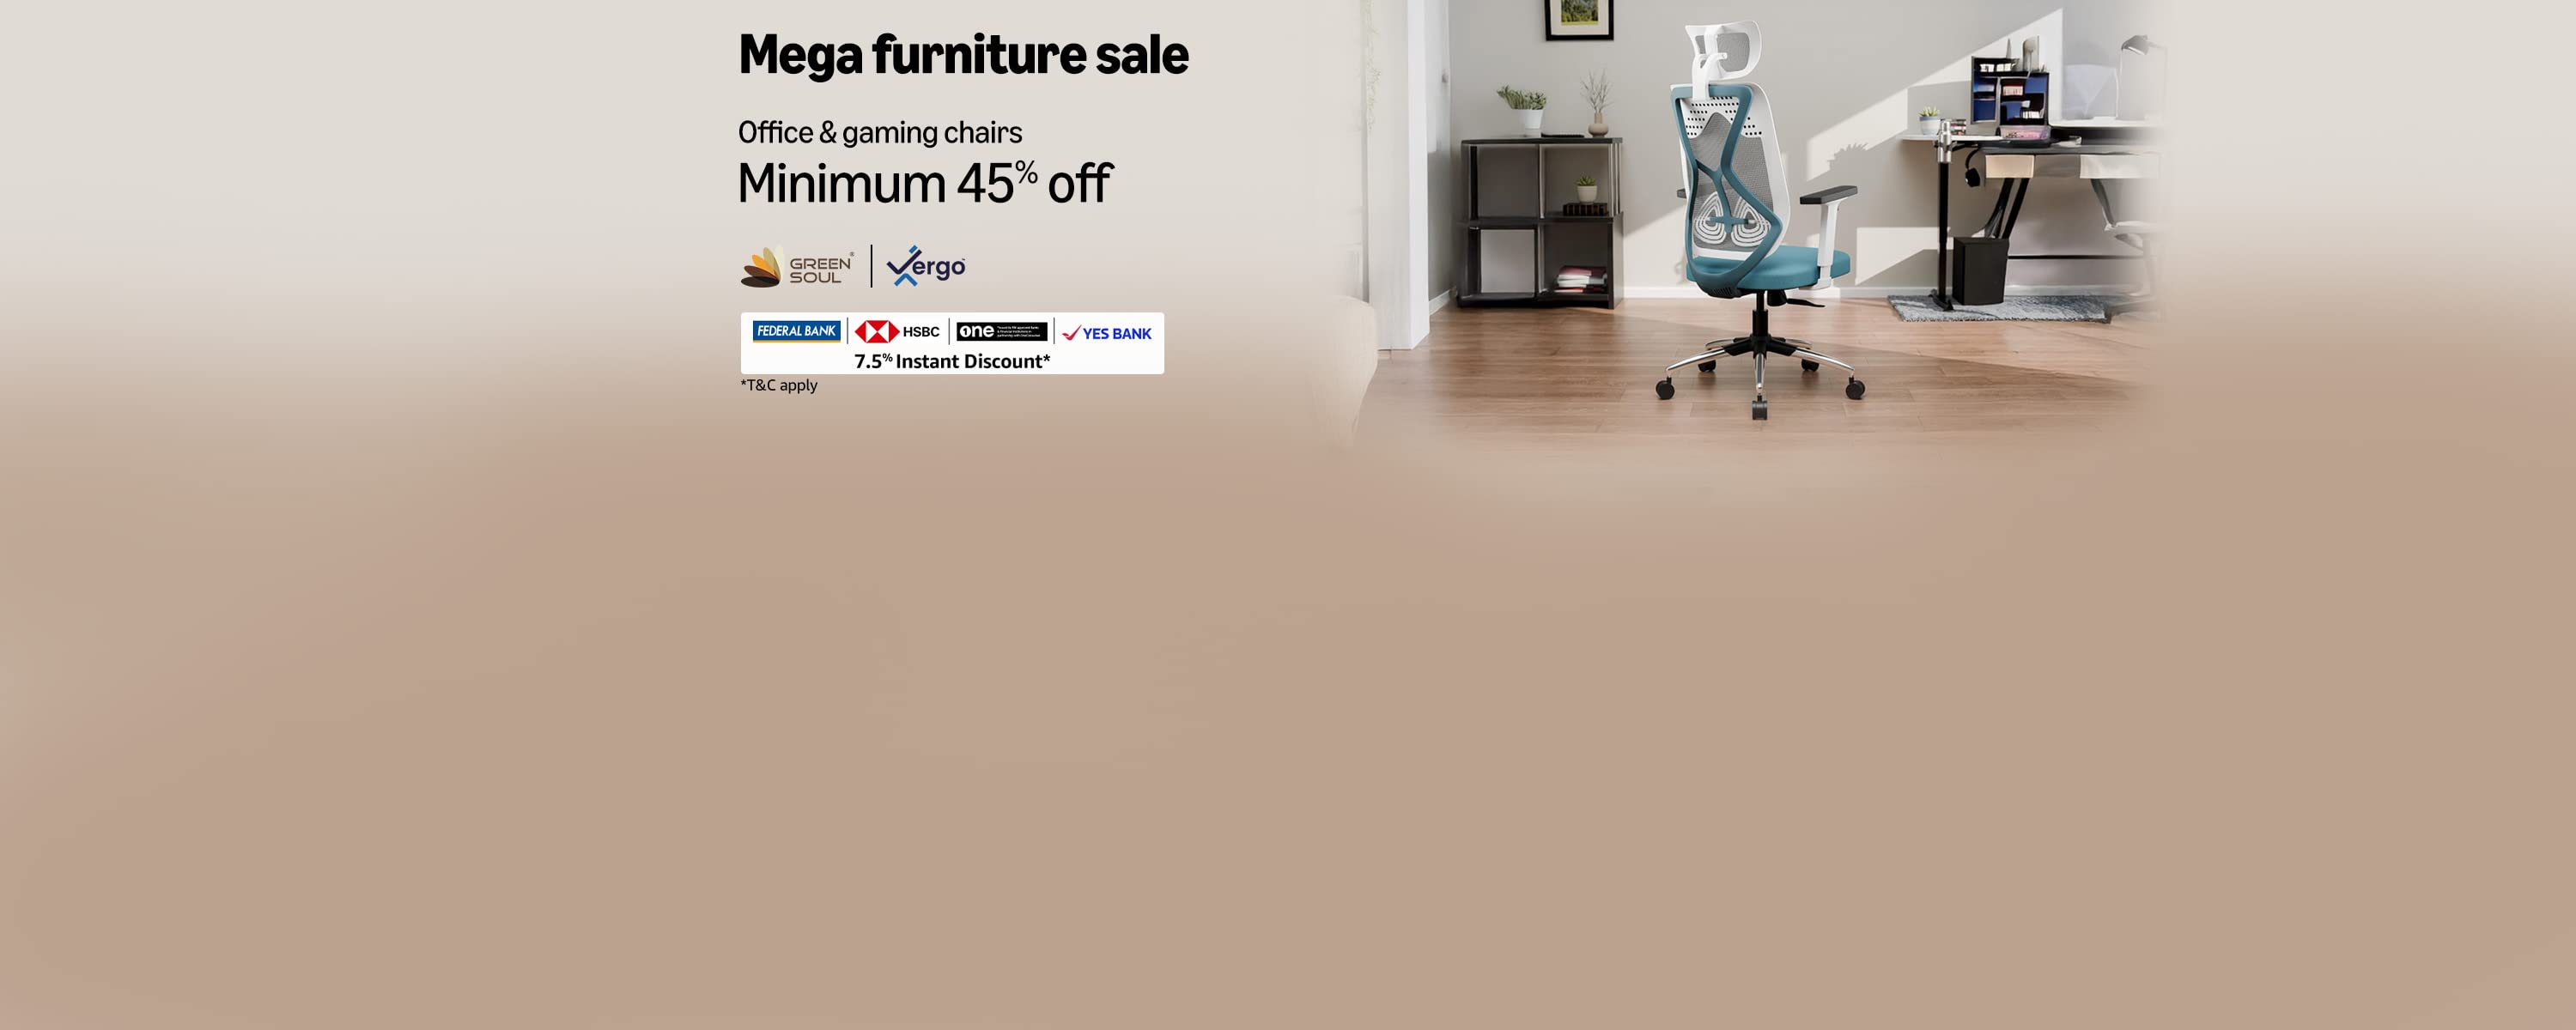 Mega furniture sale
Office & gaming chairs
Minimum 45% off
GREEN SOUL®
Vergo
FEDERAL BANK HSBC one YES BANK
7.5% Instant Discount*
*T&C apply